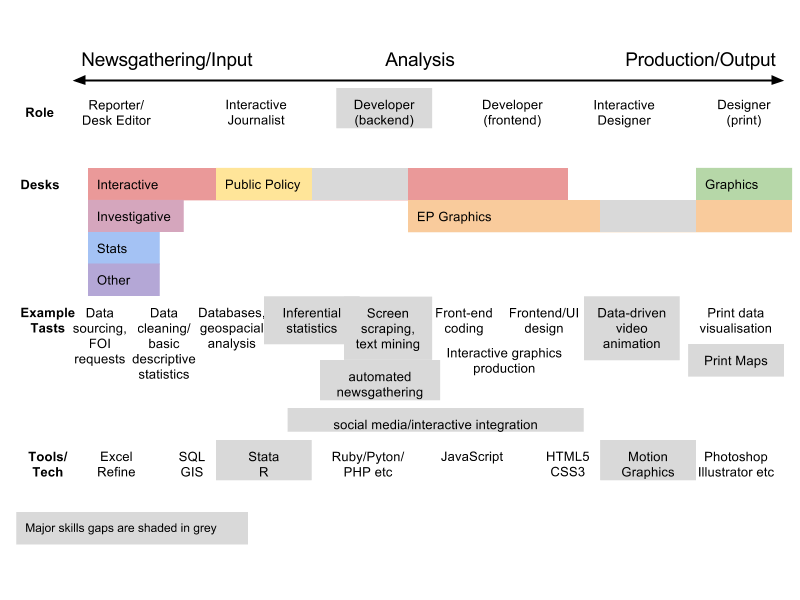 Newsgathering/Input Analysis Production/Output
Role
Reporter/
Desk Editor
Interactive
Journalist
Developer
(backend)
Developer
(frontend)
Interactive
Designer
Designer
(print)
Desks
Interactive
Public Policy
Graphics
Investigative
EP Graphics
Stats
Other
Example
Tasts
Data
sourcing,
FOI
requests
Data
cleaning/
basic
descriptive
statistics
Databases,
geospacial
analysis
Inferential
statistics
Screen
scraping,
text mining
Front-end
coding
Frontend/UI
design
Data-driven
video
animation
Print data
visualisation
Interactive graphics
production
Print Maps
automated
newsgathering
social media/interactive integration
Tools/
Tech
Excel
Refine
SQL
GIS
Stata
R
Ruby/Pyton/
PHP etc
JavaScript
HTML5
CSS3
Motion
Graphics
Photoshop
Illustrator etc
Major skills gaps are shaded in grey